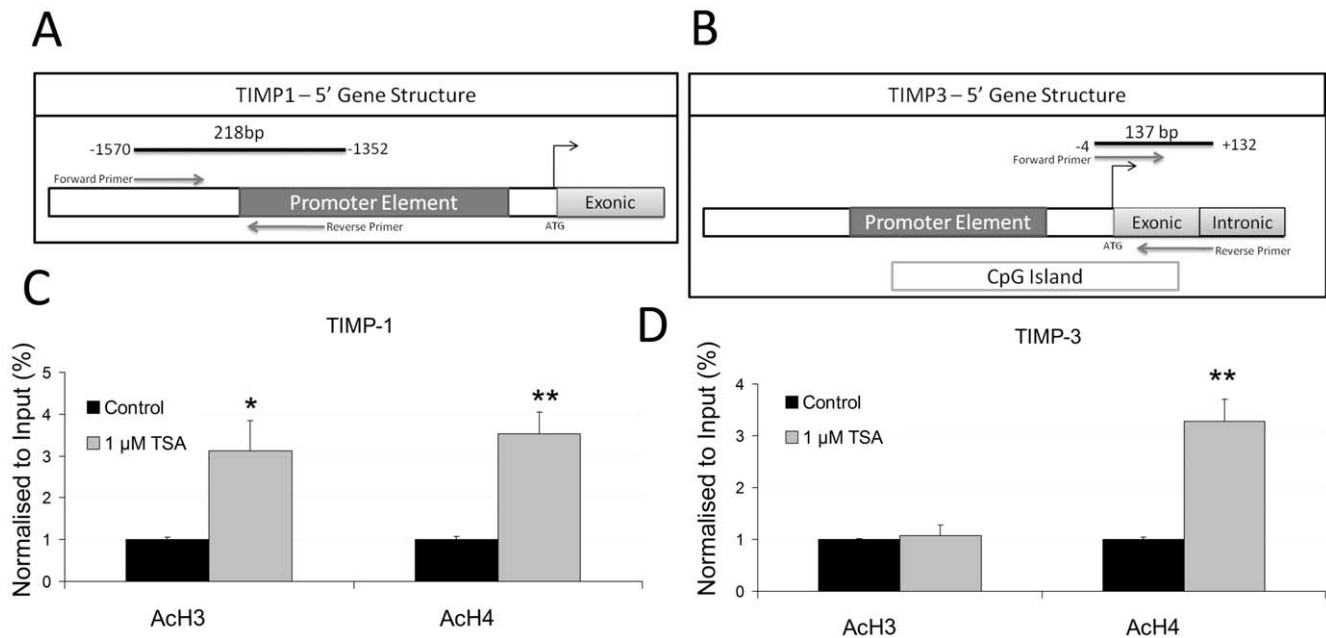 A
TIMP1 – 5’ Gene Structure
218bp
-1570
-1352
Forward Primer
Promoter Element
Exonic
Reverse Primer
ATG
B
TIMP3 – 5’ Gene Structure
137 bp
-4
+132
Forward Primer
Promoter Element
Exonic
Intronic
ATG
Reverse Primer
CpG Island
C
TIMP-1
Normalised to Input (%)
5
4
3
2
1
0
Control
1 µM TSA
*
**
AcH3
AcH4
D
TIMP-3
Normalised to Input (%)
4
3
2
1
0
Control
1 µM TSA
**
AcH3
AcH4